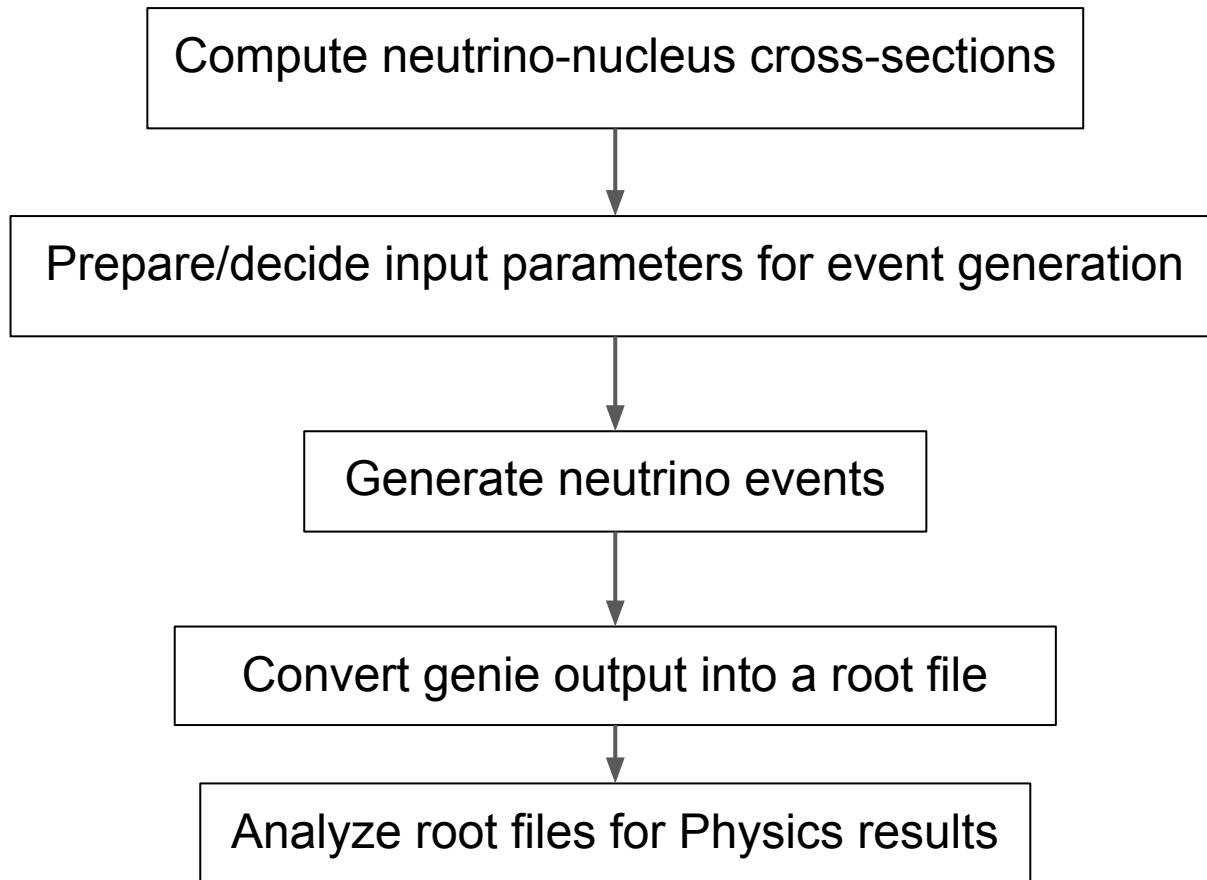 Compute neutrino-nucleus cross-sections
Prepare/decide input parameters for event generation
Generate neutrino events
Convert genie output into a root file
Analyze root files for Physics results